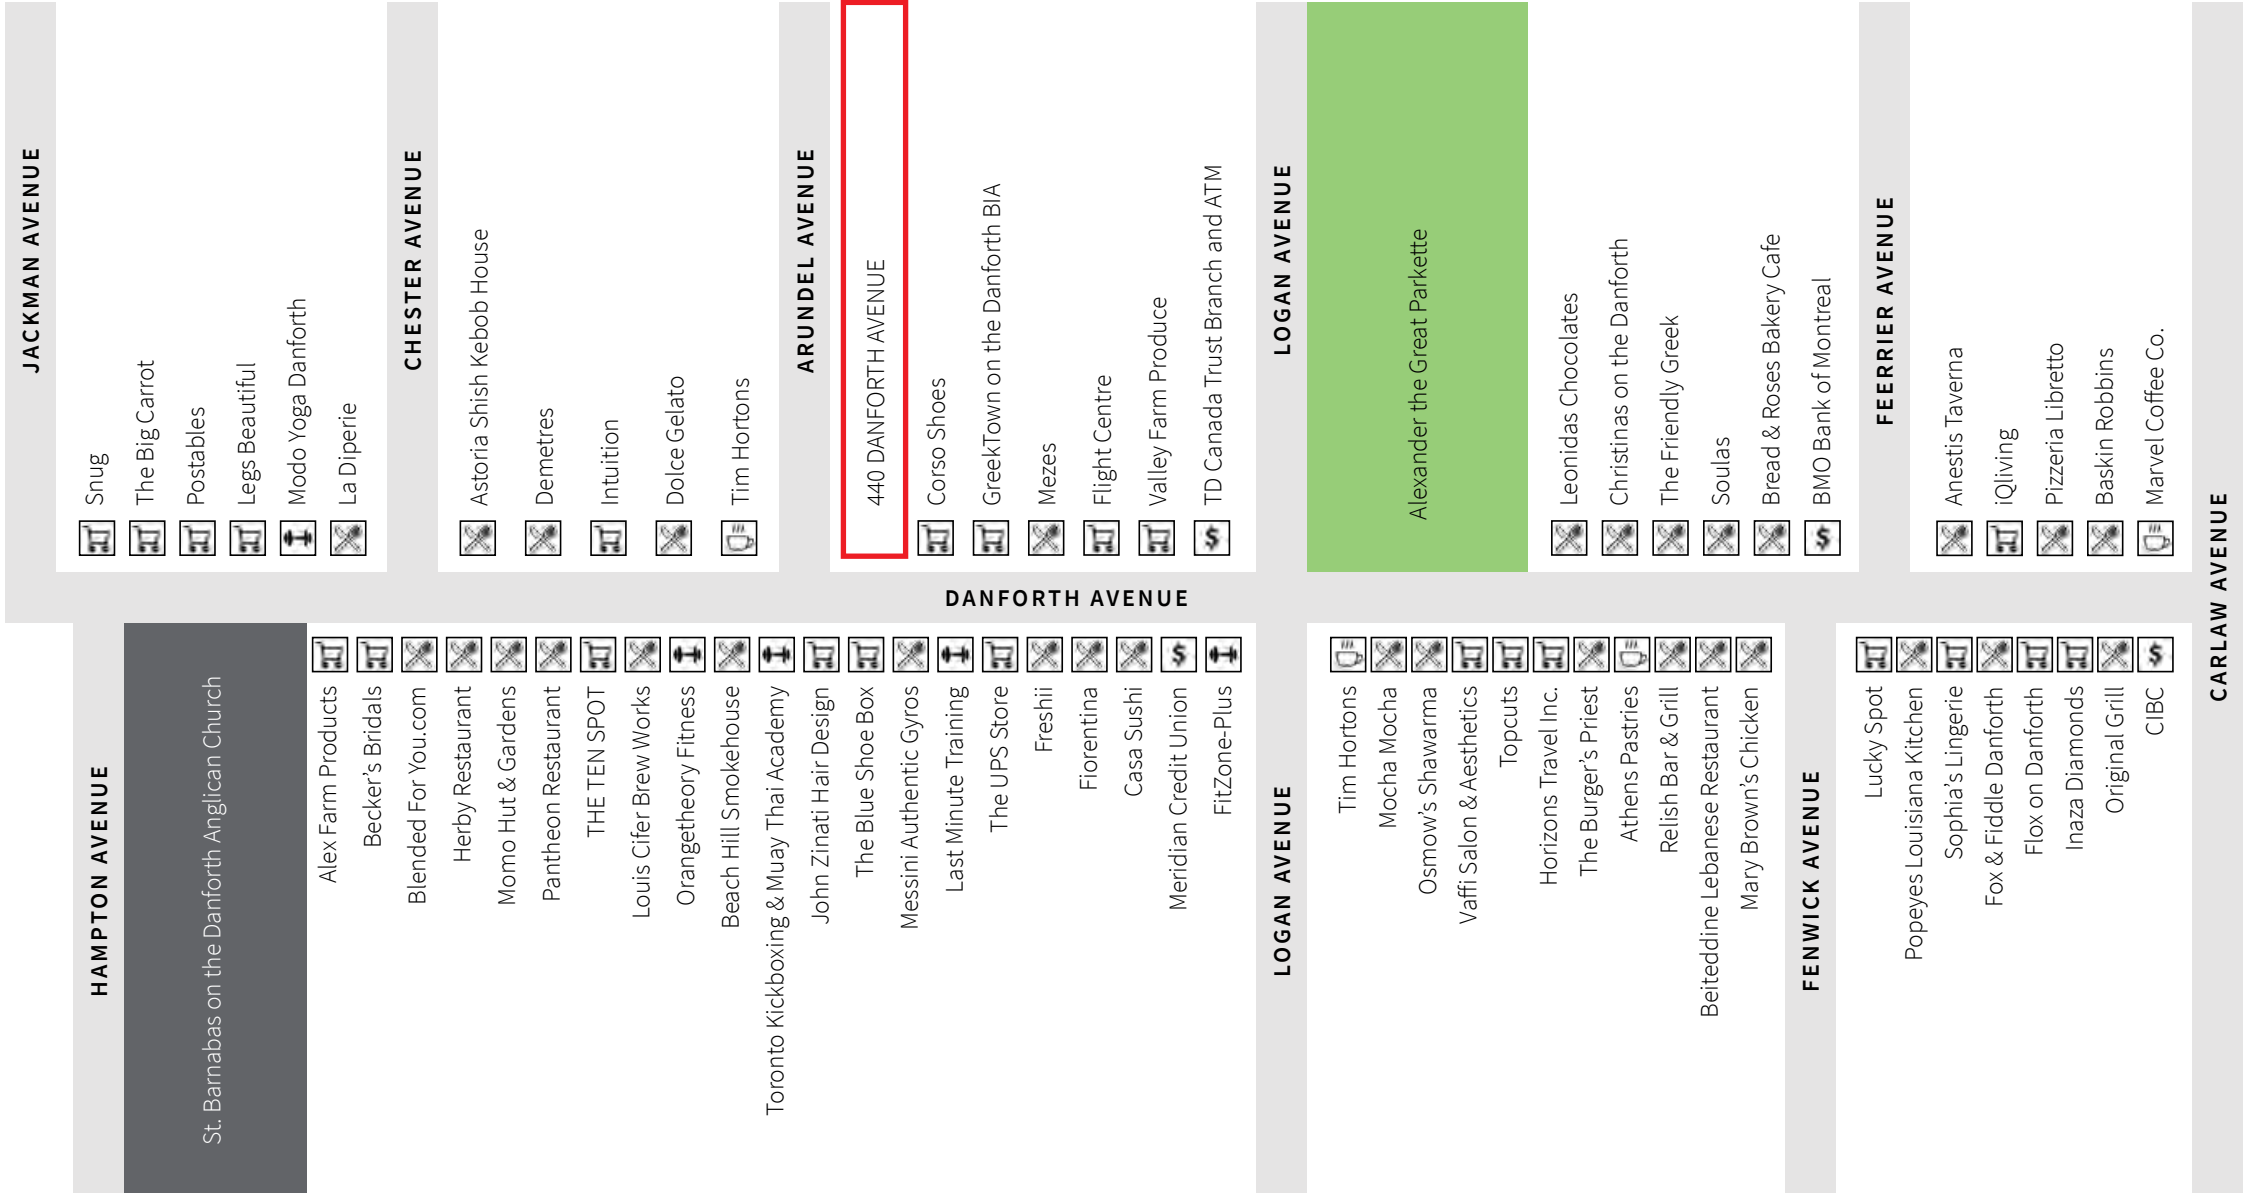 JACKMAN AVENUE
Snug
The Big Carrot
Postables
Legs Beautiful
Modo Yoga Danforth
La Diperie
CHESTER AVENUE
Astoria Shish Kebob House
Demetres
Intuition
Dolce Gelato
Tim Hortons
ARUNDEL AVENUE
440 DANFORTH AVENUE
Corso Shoes
GreekTown on the Danforth BIA
Mezes
Flight Centre
Valley Farm Produce
TD Canada Trust Branch and ATM
$
LOGAN AVENUE
Alexander the Great Parkette
Leonidas Chocolates
Christinas on the Danforth
The Friendly Greek
Soulas
Bread & Roses Bakery Cafe
BMO Bank of Montreal
$
FEERRIER AVENUE
Anestis Taverna
iQliving
Pizzeria Libretto
Baskin Robbins
Marvel Coffee Co.
CARLAW AVENUE
DANFORTH AVENUE
HAMPTON AVENUE
St. Barnabas on the Danforth Anglican Church
Alex Farm Products
Becker's Bridals
Blended For You.com
Herby Restaurant
Momo Hut & Gardens
Pantheon Restaurant
THE TEN SPOT
Louis Cifer Brew Works
Orangetheory Fitness
Beach Hill Smokehouse
Toronto Kickboxing & Muay Thai Academy
John Zinati Hair Design
The Blue Shoe Box
Messini Authentic Gyros
Last Minute Training
The UPS Store
Freshii
Fiorentina
Casa Sushi
$
Meridian Credit Union
FitZone-Plus
LOGAN AVENUE
Tim Hortons
Mocha Mocha
Osmow's Shawarma
Vaffi Salon & Aesthetics
Topcuts
Horizons Travel Inc.
The Burger's Priest
Athens Pastries
Relish Bar & Grill
Beiteddine Lebanese Restaurant
Mary Brown's Chicken
FENWICK AVENUE
Lucky Spot
Popeyes Louisiana Kitchen
Sophia's Lingerie
Fox & Fiddle Danforth
Flox on Danforth
Inaza Diamonds
Original Grill
$
CIBC